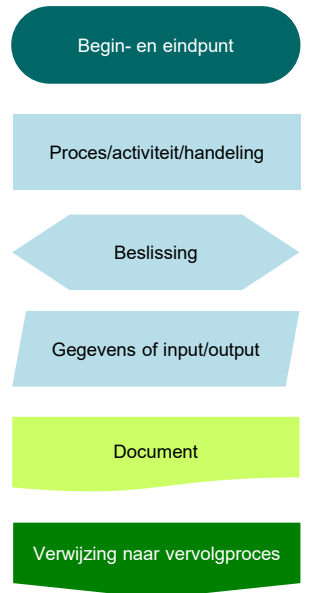 Begin- en eindpunt
Proces/activiteit/handeling
Beslissing
Gegevens of input/output
Document
Verwijzing naar vervolgproces